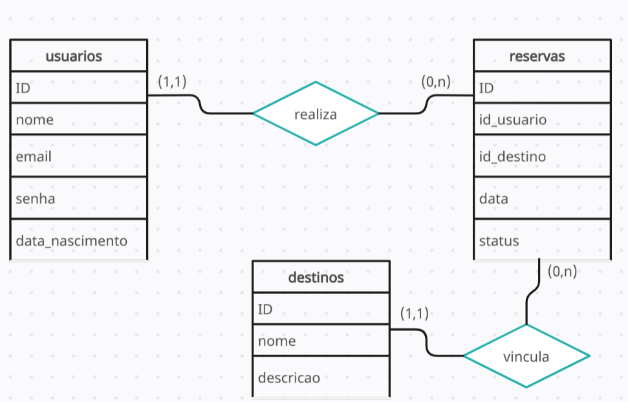 usuarios
ID
nome
email
senha
data_nascimento
(1,1)
realiza
(0,n)
reservas
ID
id_usuario
id_destino
data
status
(0,n)
vincula
(1,1)
destinos
ID
nome
descricao